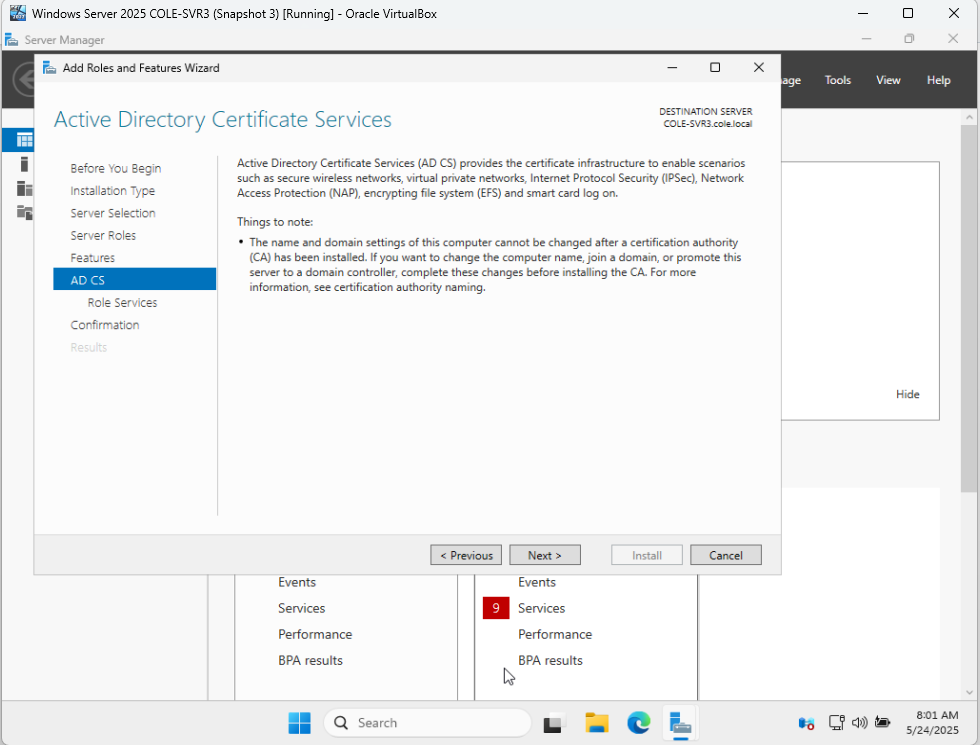 Windows Server 2025 COLE-SVR3 (Snapshot 3) [Running] - Oracle VirtualBox
Server Manager
Add Roles and Features Wizard
age
Tools
View
Help
Active Directory Certificate Services
DESTINATION SERVER
COLE-SVR3.cole.local
Before You Begin
Installation Type
Server Selection
Server Roles
Features
AD CS
Role Services
Confirmation
Results
Active Directory Certificate Services (AD CS) provides the certificate infrastructure to enable scenarios
such as secure wireless networks, virtual private networks, Internet Protocol Security (IPSec), Network
Access Protection (NAP), encrypting file system (EFS) and smart card log on.
Things to note:
• The name and domain settings of this computer cannot be changed after a certification authority
(CA) has been installed. If you want to change the computer name, join a domain, or promote this
server to a domain controller, complete these changes before installing the CA. For more
information, see certification authority naming.
Hide
< Previous
Next >
Install
Cancel
Events
Services
Performance
BPA results
Events
9 Services
Performance
BPA results
Search
8:01 AM
5/24/2025